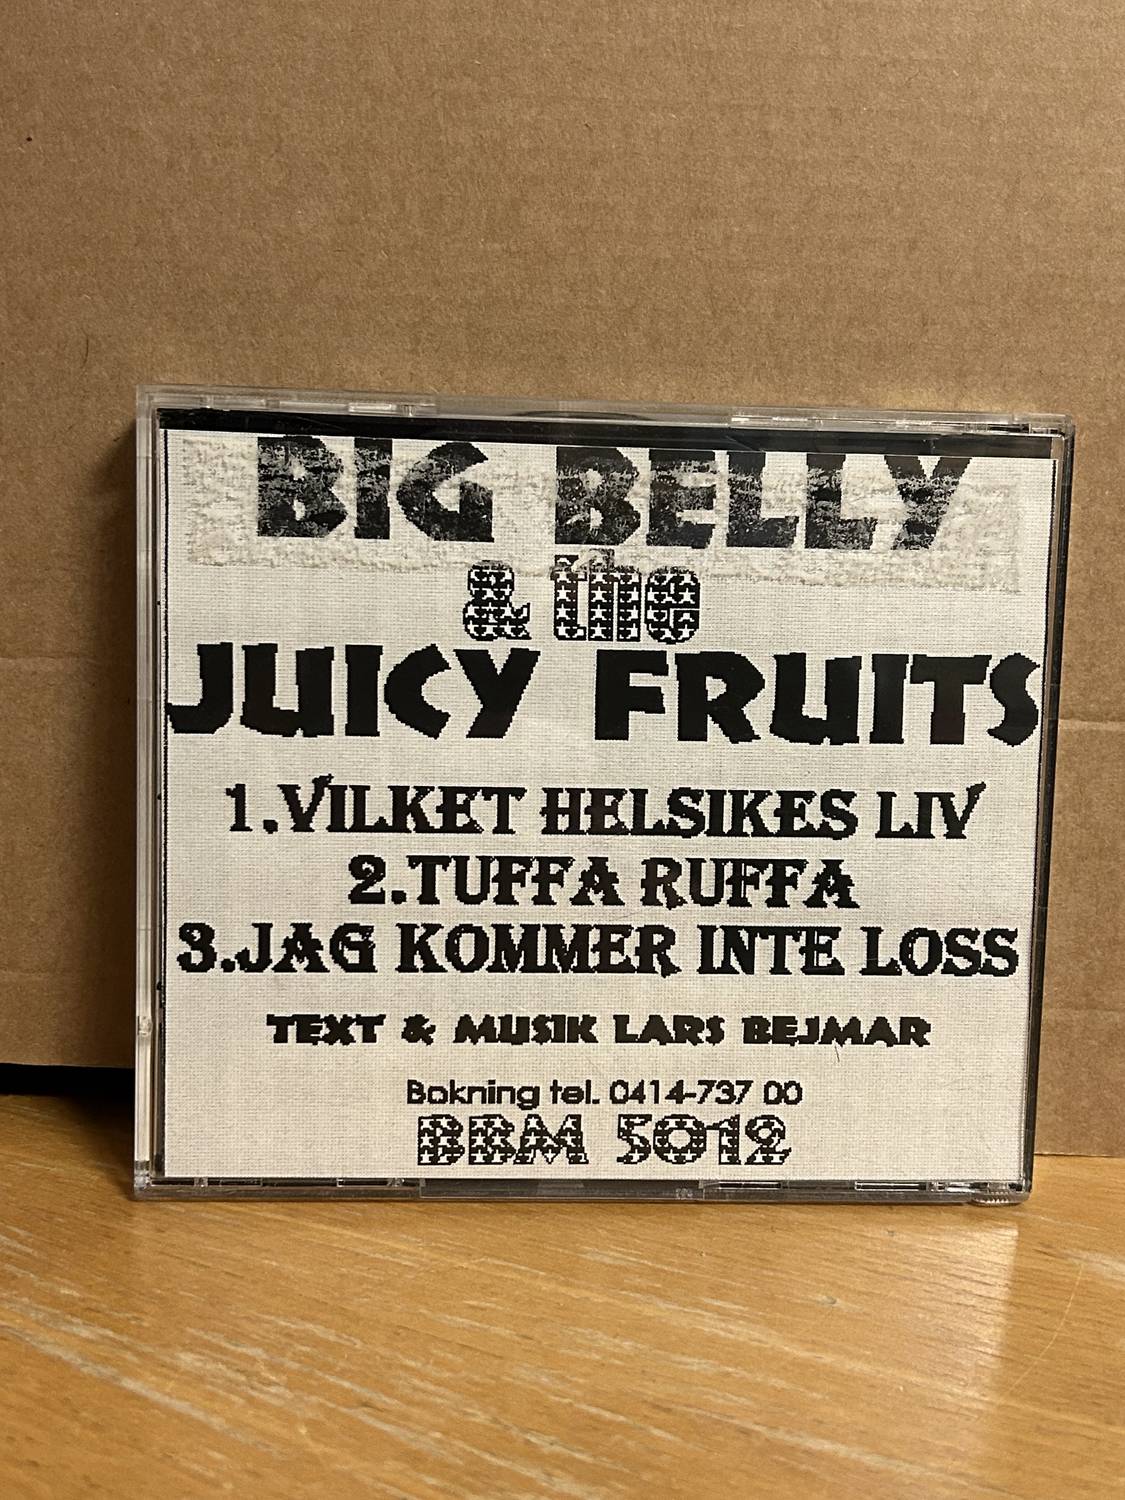 BIG BELLY
& the
JUICY FRUITS
1.VILKET HELSIKES LIV
2.TUFFA RUFFA
3.JAG KOMMER INTE LOSS
TEXT & MUSIK LARS BEJMAR
Bokning tel. 0414-737 00
BBM 5012